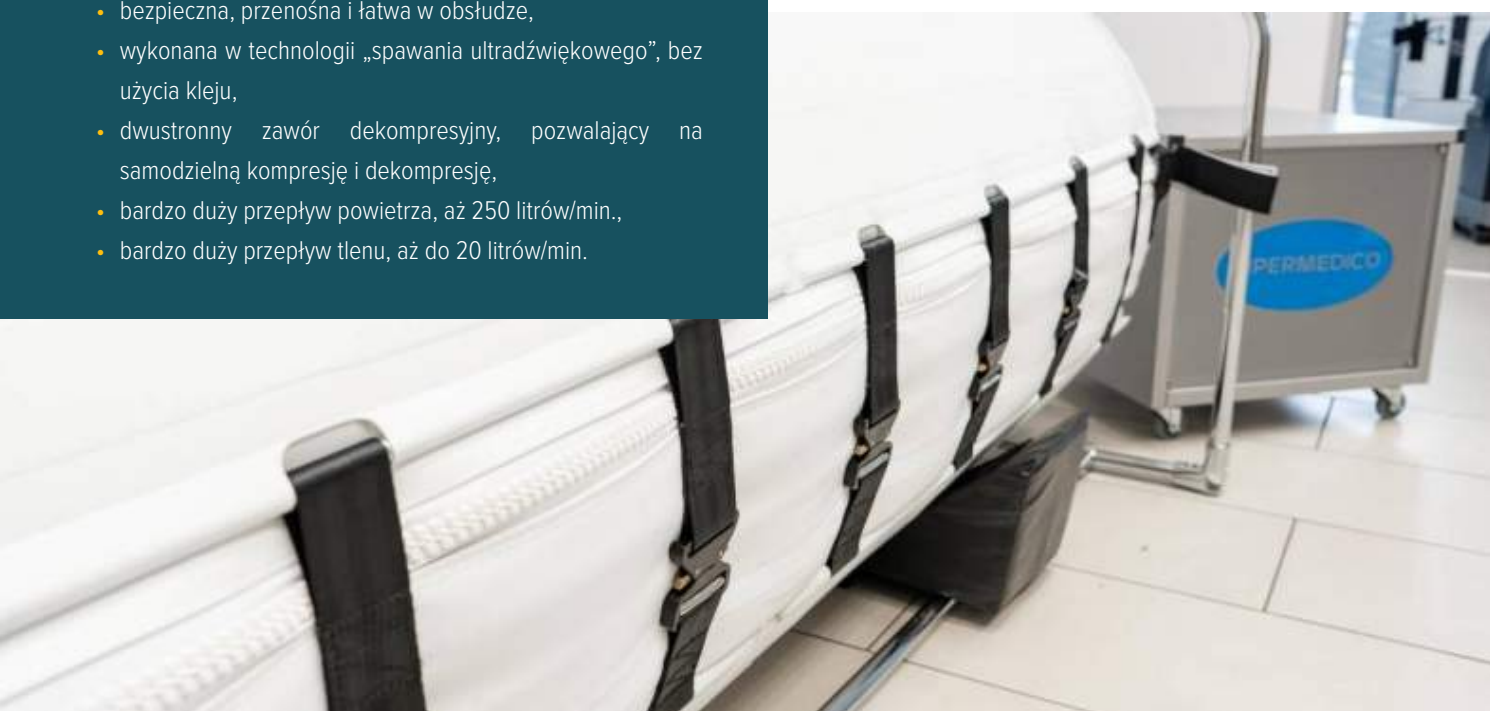 • bezpieczna, przenośna i łatwa w obsłudze,
• wykonana w technologii „spawania ultradźwiękowego”, bez
użycia kleju,
• dwustronny zawór dekompresyjny, pozwalający na
samodzielną kompresję i dekompresję,
• bardzo duży przepływ powietrza, aż 250 litrów/min.,
• bardzo duży przepływ tlenu, aż do 20 litrów/min.
PERMEDICO